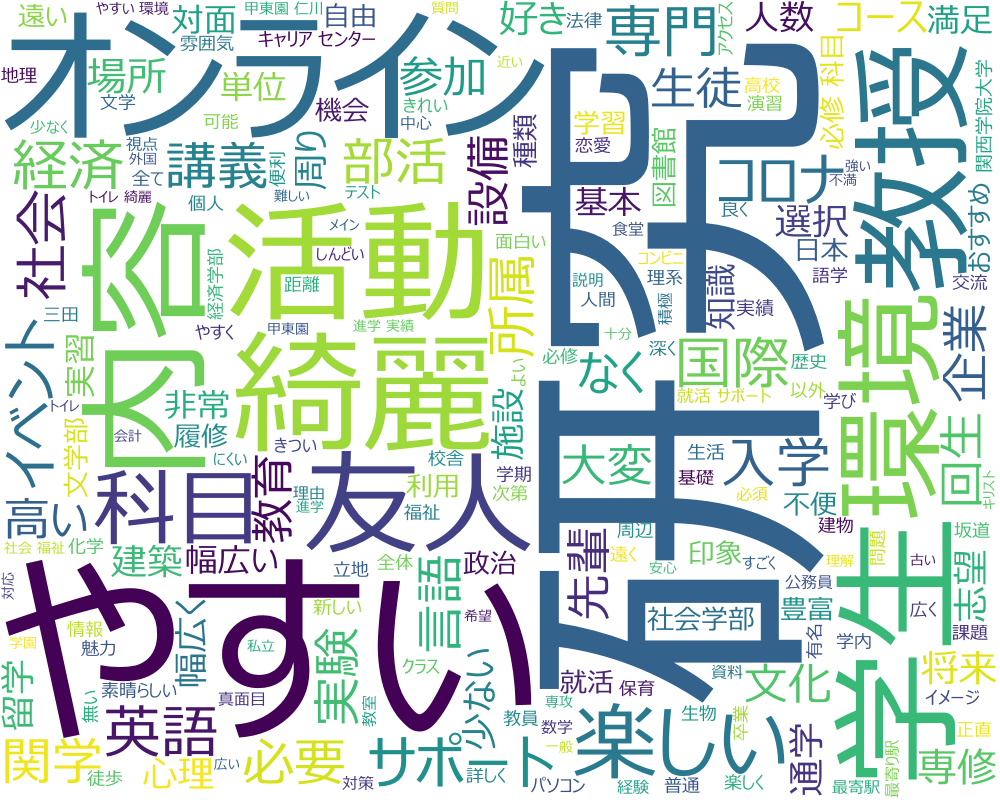 遠い
やすい 環境
対面
雰囲気
甲東園 仁川
自由
キャリア センター
質問
好き
法律
アクセス
専門
人数
コース
満足
オンライン
地理
場所
文学
単位
機会
参加
きれい
近い
中心
種類
研究
生徒
高校
演習
必修 科目
教授
関西学院大学
おすすめ
少なく
視点
外国
全て
経済
講義
便利
可能
周り
テスト
部活
設備
学習
恋愛
図書館
コロナ
強い
不満
トイレ 綺麗
個人
難しい
基本
良く
選択
社会
内容
活動
メイン
しんどい
面白い
食堂
コンビニ
理系
日本
語学
交流
三田
経済学部
距離
所属
説明
人間
積極
知識
実績
やすく
甲東園
進学 実績
十分
イベント
実習
綺麗
よい
必修
なく
深く
国際
歴史
環境
企業
トイレ
非常
施設
就活 サポート
以外
学び
文学部
会計
履修
きつい
にくい
科目
友人
校舎
学期
大変
生活
入学
回生
高い
教育
理由
進学
利用
次第
福祉
基礎
必須
不便
キリスト
社会 福祉
化学
建築
幅広い
立地
全体
政治
先輩
周辺
遠く
印象
すごく
建物
理解
問題
古い
坂道
志望
対応
やすい
新しい
言語
希望
安心
公務員
学生
広く
課題
学園
情報
魅力
幅広く
私立
実験
クラス
少ない
社会学部
豊富
有名
学内
留学
無い
素晴らしい
真面目
教室
就活
保育
資料
文化
将来
イメージ
関学
英語
教員
専攻
数学
一般
楽しい
生物
卒業
通学
正直
専修
徒歩
心理
広い
必要
対策
サポート
詳しく
パソコン
経験
普通
楽しく
最寄駅
最寄り駅